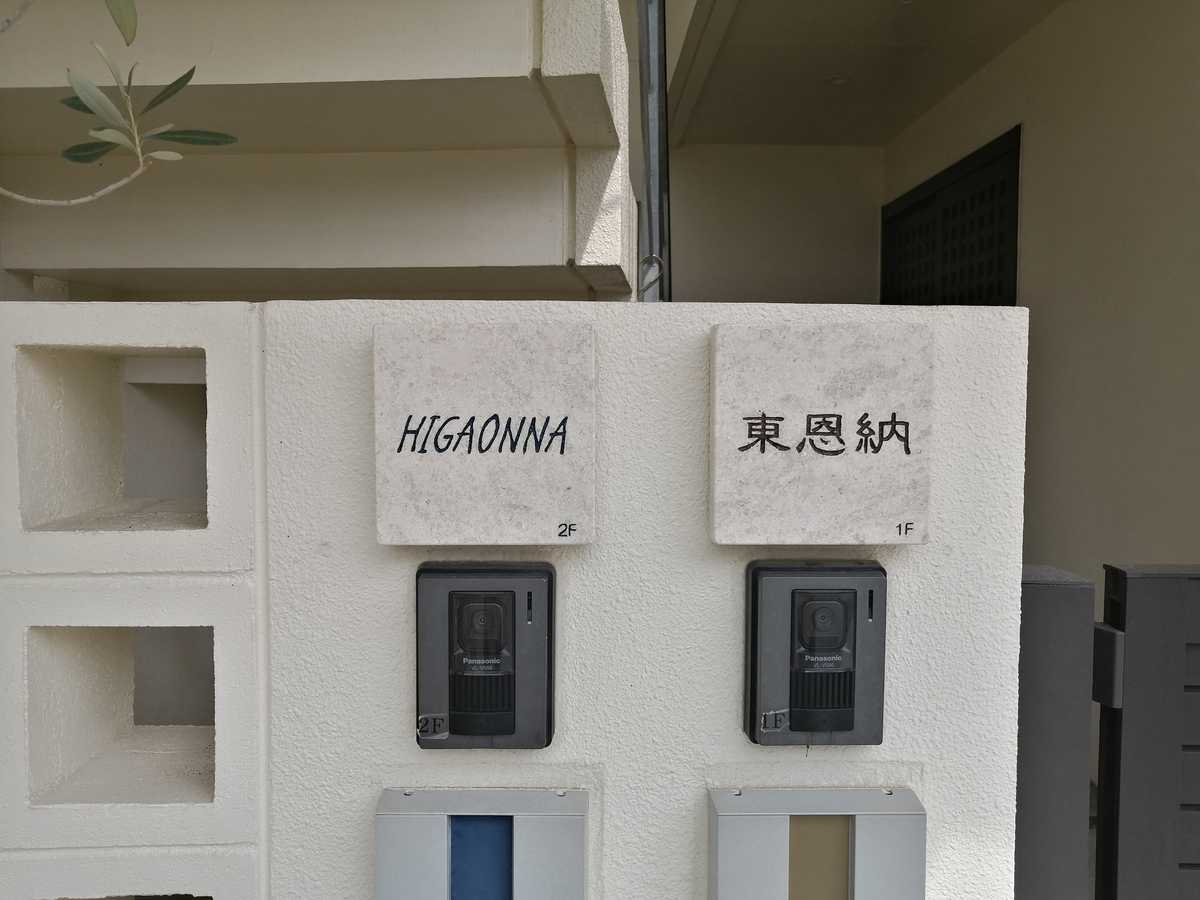 HIGAONNA
2F
東恩納
1F
Panasonic
2F
Panasonic
1F